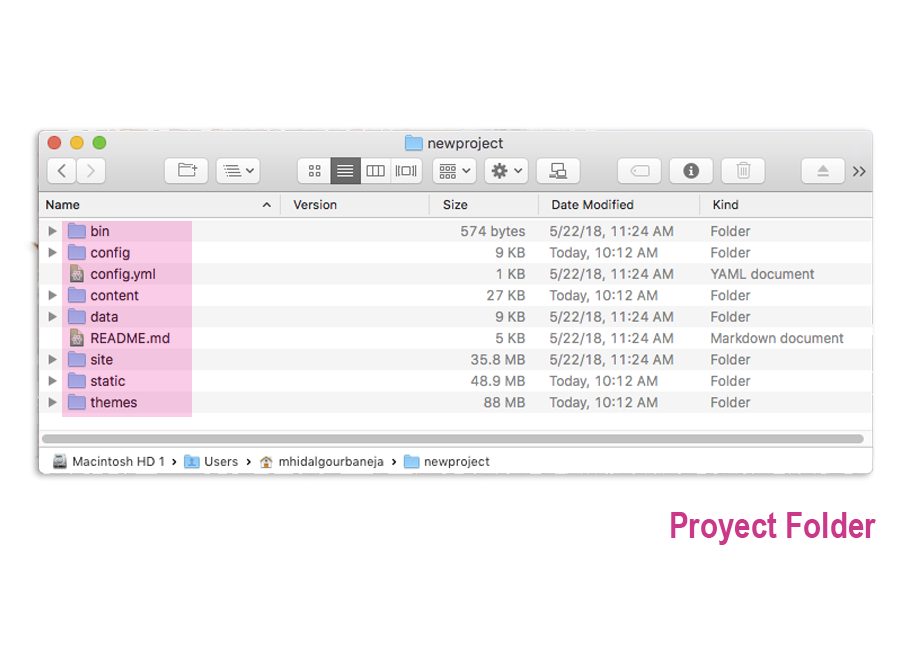 newproject
Name Version Size Date Modified Kind
bin 574 bytes 5/22/18, 11:24 AM Folder
config 9 KB Today, 10:12 AM Folder
config.yml 1 KB 5/22/18, 11:24 AM YAML document
content 27 KB Today, 10:12 AM Folder
data 9 KB 5/22/18, 11:24 AM Folder
README.md 5 KB 5/22/18, 11:24 AM Markdown document
site 35.8 MB 5/22/18, 11:24 AM Folder
static 48.9 MB Today, 10:12 AM Folder
themes 88 MB Today, 10:12 AM Folder
Macintosh HD 1 › Users › mhidalgourbaneja › newproject
Proyect Folder